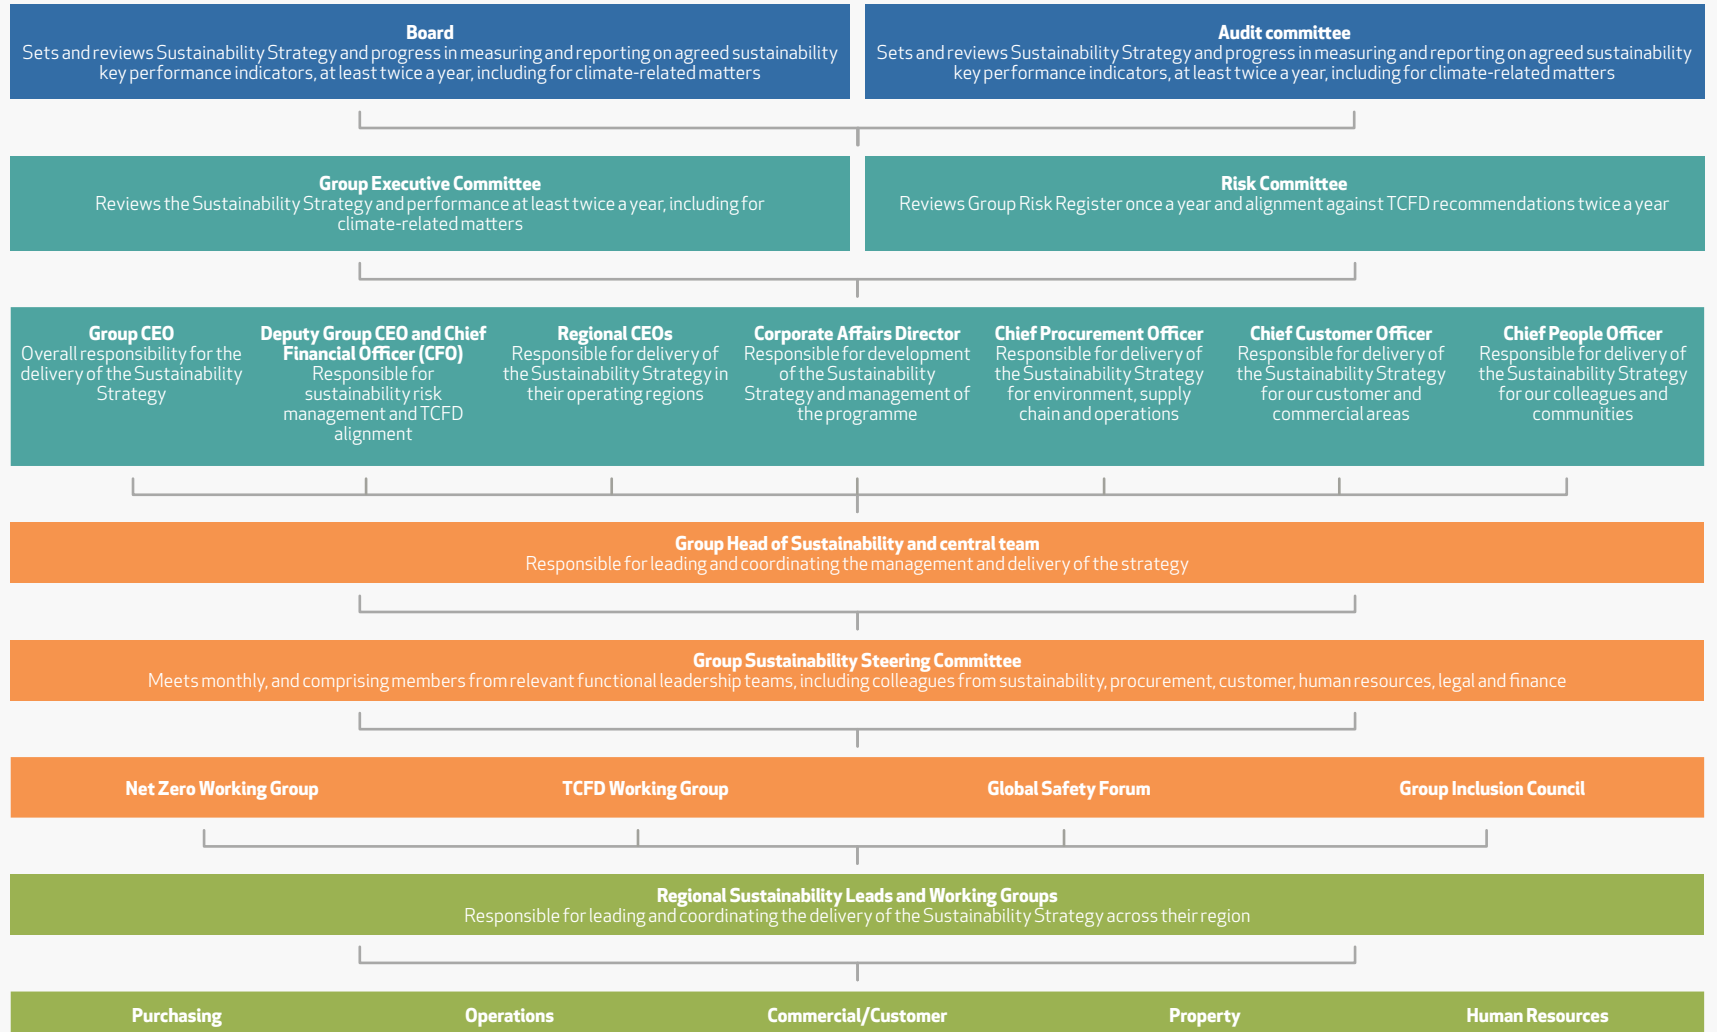 Board
Sets and reviews Sustainability Strategy and progress in measuring and reporting on agreed sustainability
key performance indicators, at least twice a year, including for climate-related matters
Audit committee
Sets and reviews Sustainability Strategy and progress in measuring and reporting on agreed sustainability
key performance indicators, at least twice a year, including for climate-related matters
Group Executive Committee
Reviews the Sustainability Strategy and performance at least twice a year, including for
climate-related matters
Risk Committee
Reviews Group Risk Register once a year and alignment against TCFD recommendations twice a year
Group CEO
Overall responsibility for the
delivery of the Sustainability
Strategy
Deputy Group CEO and Chief
Financial Officer (CFO)
Responsible for
sustainability risk
management and TCFD
alignment
Regional CEOs
Responsible for delivery of
the Sustainability Strategy in
their operating regions
Corporate Affairs Director
Responsible for development
of the Sustainability
Strategy and management of
the programme
Chief Procurement Officer
Responsible for delivery of
the Sustainability Strategy
for environment, supply
chain and operations
Chief Customer Officer
Responsible for delivery of
the Sustainability Strategy
for our customer and
commercial areas
Chief People Officer
Responsible for delivery of
the Sustainability Strategy
for our colleagues and
communities
Group Head of Sustainability and central team
Responsible for leading and coordinating the management and delivery of the strategy
Group Sustainability Steering Committee
Meets monthly, and comprising members from relevant functional leadership teams, including colleagues from sustainability, procurement, customer, human resources, legal and finance
Net Zero Working Group
TCFD Working Group
Global Safety Forum
Group Inclusion Council
Regional Sustainability Leads and Working Groups
Responsible for leading and coordinating the delivery of the Sustainability Strategy across their region
Purchasing
Operations
Commercial/Customer
Property
Human Resources